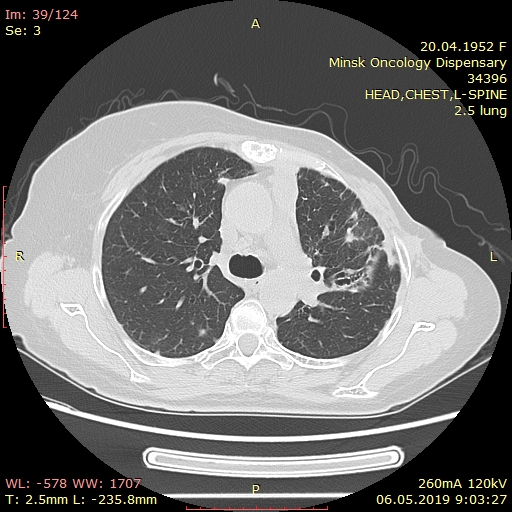 Im: 39/124
Se: 3
A
20.04.1952 F
Minsk Oncology Dispensary
34396
HEAD,CHEST,L-SPINE
2.5 lung
R
L
WL: -578 WW: 1707
T: 2.5mm L: -235.8mm
P
260mA 120kV
06.05.2019 9:03:27